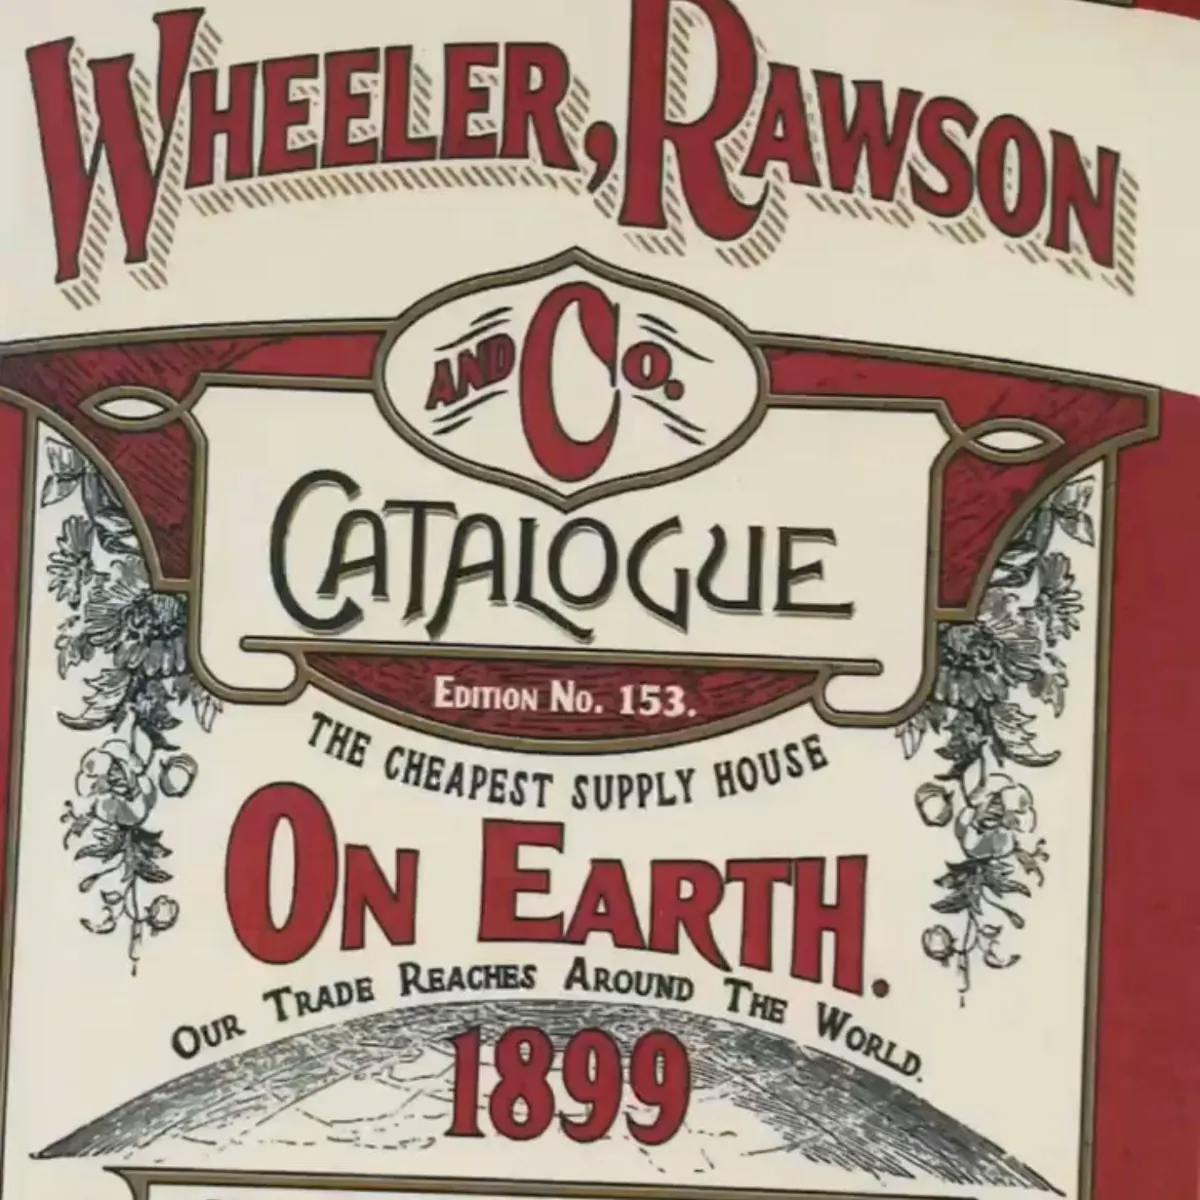 WHEELER, RAWSON
AND CO.
CATALOGUE
EDITION NO. 153.
THE CHEAPEST SUPPLY HOUSE
ON EARTH.
OUR TRADE REACHES AROUND THE WORLD.
1899